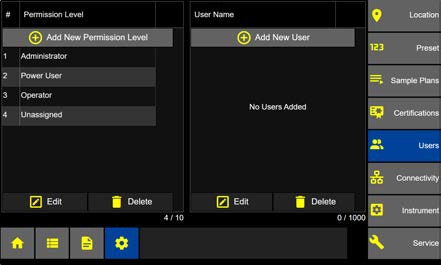 # Permission Level
User Name
Location
Add New Permission Level
Add New User
123 Preset
1 Administrator
2 Power User
Sample Plans
3 Operator
No Users Added
Certifications
4 Unassigned
Users
Connectivity
Edit Delete
Edit Delete
Instrument
4 / 10
0 / 1000
Service